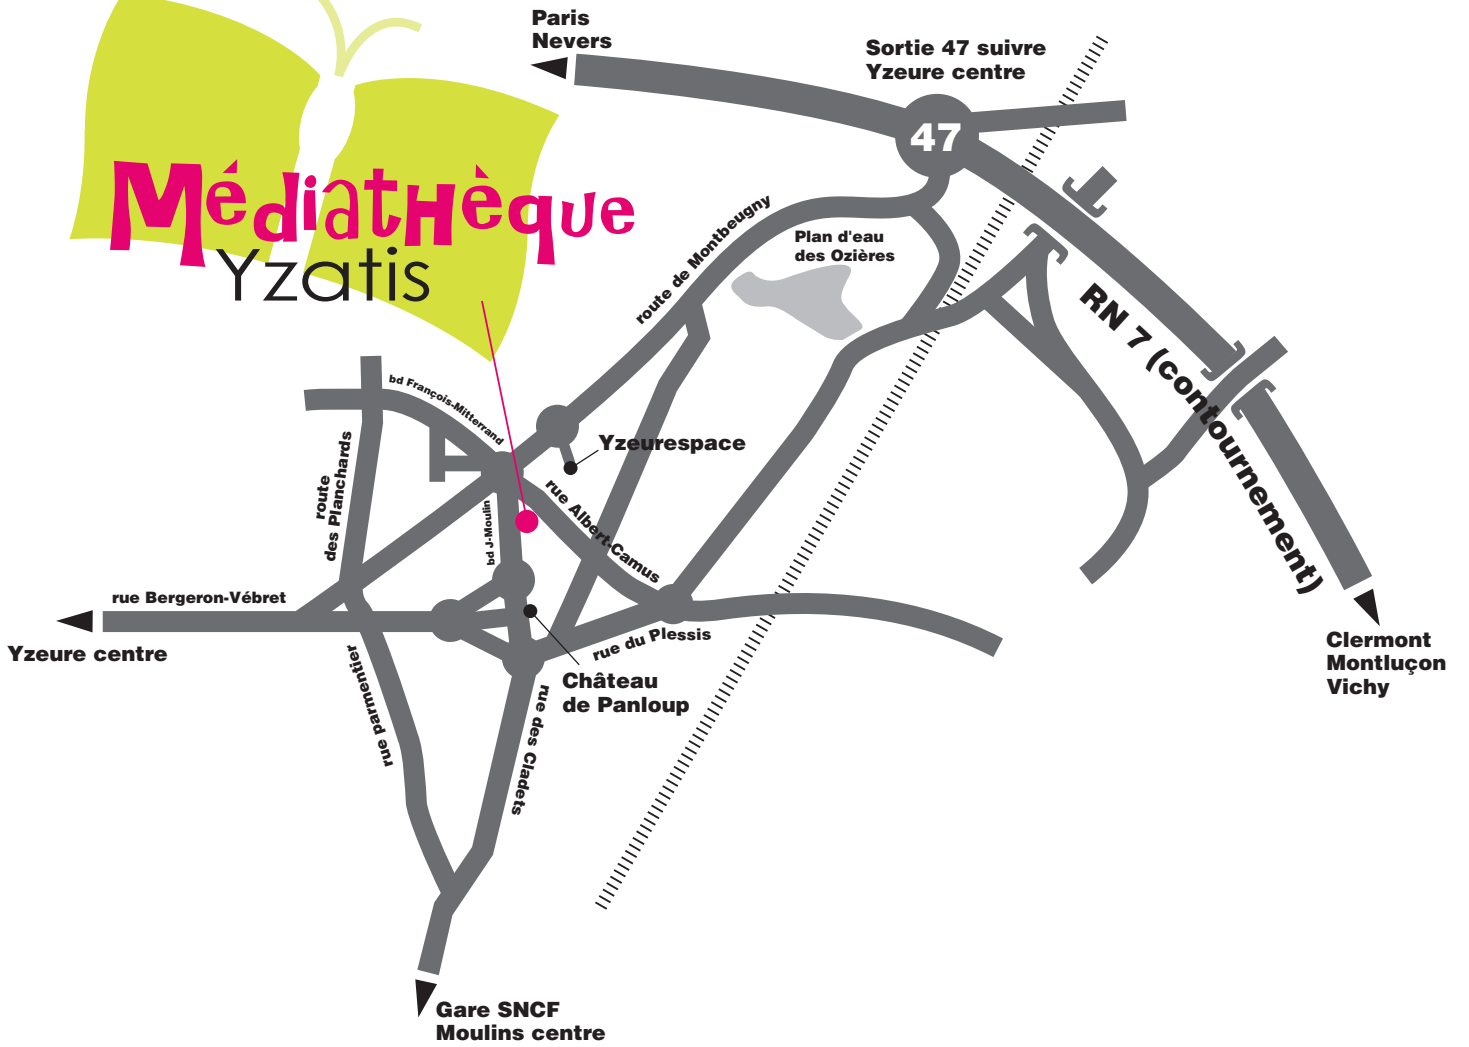 Paris
Nevers
Sortie 47 suivre
Yzeure centre
47
Médiathèque
Yzatis
route de Montbeugny
Plan d'eau
des Ozières
RN 7 (contournement)
bd François-Mitterrand
Yzeurespace
route
des Planchards
bd J-Moulin
rue Albert-Camus
rue Bergeron-Vébret
Yzeure centre
rue du Plessis
Château
de Panloup
rue parmentier
rue des Cladets
Clermont
Montluçon
Vichy
Gare SNCF
Moulins centre